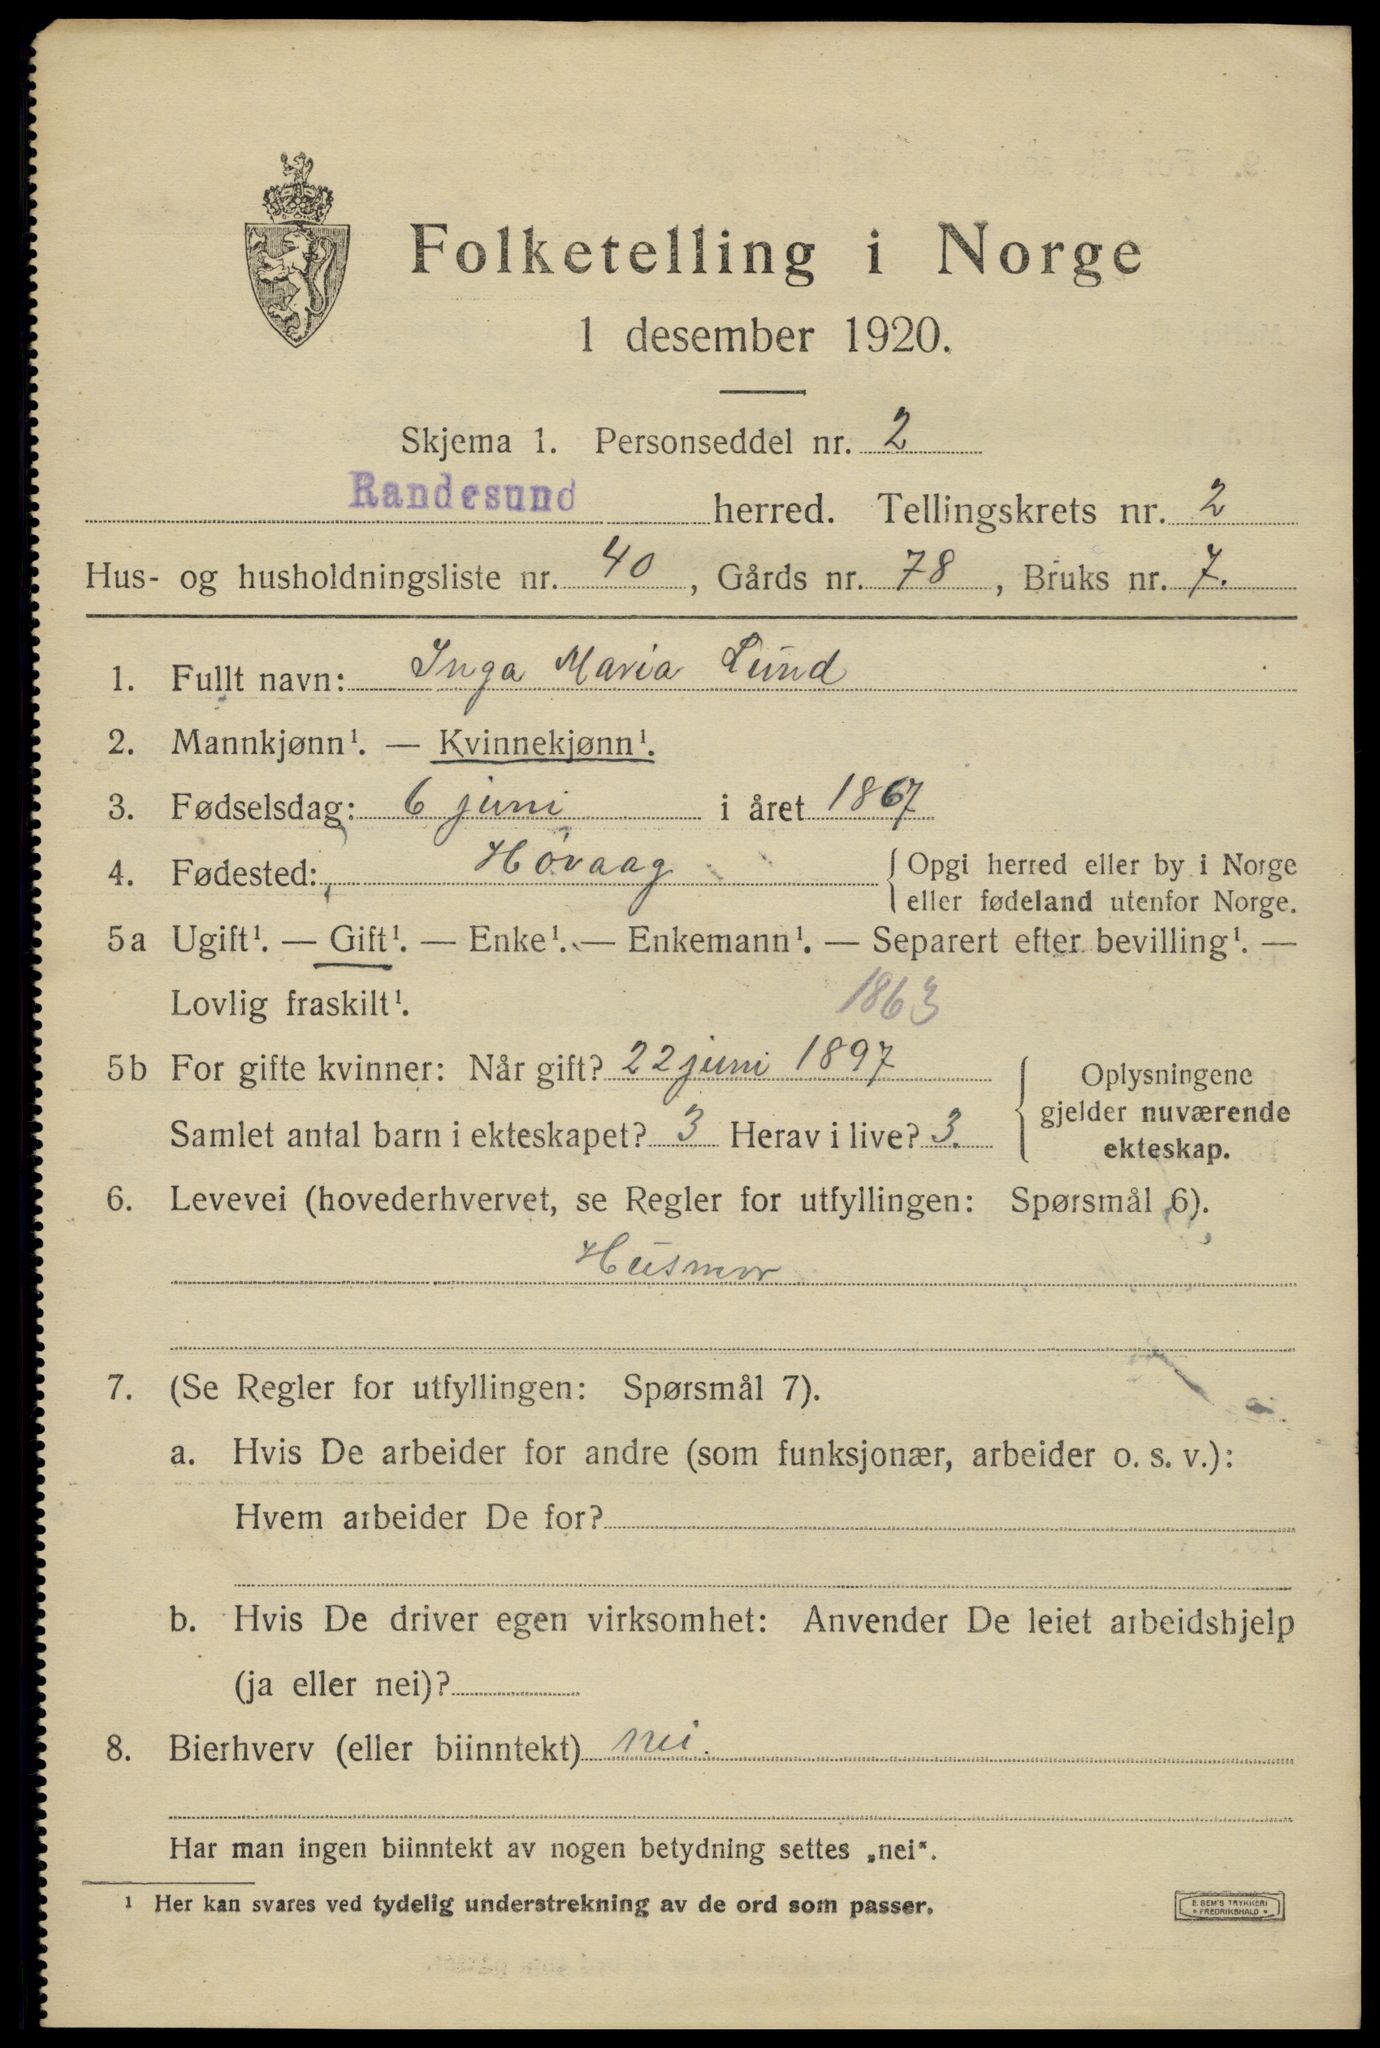 Folketelling i Norge
1 desember 1920.
Skjema 1. Personseddel nr. 2
Randesund herred. Tellingskrets nr. 2
Hus- og husholdningsliste nr. 40, Gårds nr. 78, Bruks nr. 7.
1. Fullt navn: Inga Maria Lund
2. Mannkjønn¹. — Kvinnekjønn¹.
3. Fødselsdag: 6 juni i året 1867
4. Fødested: Høvaag { Opgi herred eller by i Norge
eller fødeland utenfor Norge.
5a Ugift¹. — Gift¹. — Enke¹. — Enkemann¹. — Separert efter bevilling¹. —
Lovlig fraskilt¹. 1863
5b For gifte kvinner: Når gift? 22 juni 1897
Samlet antal barn i ekteskapet? 3 Herav i live? 3.
{ Oplysningene
gjelder nuværende
ekteskap.
6. Levevei (hovederhvervet, se Regler for utfyllingen: Spørsmål 6).
Husmor
7. (Se Regler for utfyllingen: Spørsmål 7).
a. Hvis De arbeider for andre (som funksjonær, arbeider o. s. v.):
Hvem arbeider De for?
b. Hvis De driver egen virksomhet: Anvender De leiet arbeidshjelp
(ja eller nei)?
8. Bierhverv (eller biinntekt) nei.
Har man ingen biinntekt av nogen betydning settes „nei“.
¹ Her kan svares ved tydelig understrekning av de ord som passer.
E. SEM'S TRYKKERI
* FREDRIKSHALD *